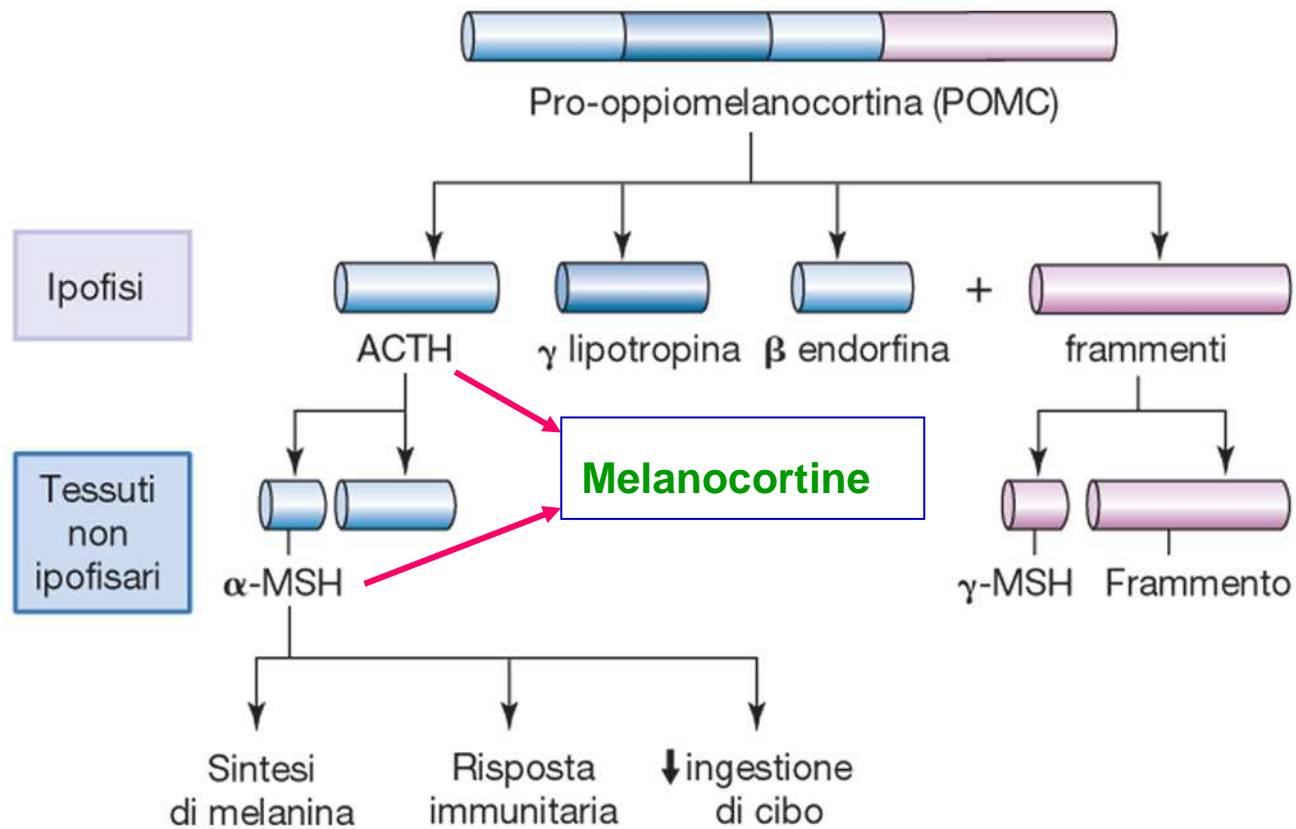 Pro-oppiomelanocortina (POMC)
Ipofisi
+
ACTH
γ lipotropina
β endorfina
frammenti
Melanocortine
Tessuti
non
ipofisari
α-MSH
γ-MSH
Frammento
Sintesi
di melanina
Risposta
immunitaria
↓ingestione
di cibo